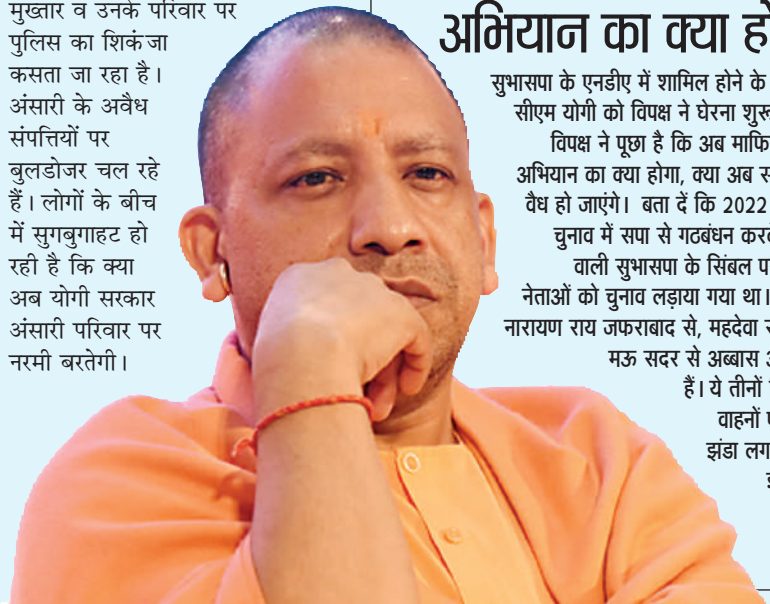 मुख्तार व उनके परिवार पर
पुलिस का शिकंजा
कसता जा रहा है।
अंसारी के अवैध
संपत्तियों पर
बुलडोजर चल रहे
हैं। लोगों के बीच
में सुगबुगाहट हो
रही है कि क्या
अब योगी सरकार
अंसारी परिवार पर
नरमी बरतेगी।
अभियान का क्या
सुभासपा के एनडीए में शामिल होने के
सीएम योगी को विपक्ष ने घेरना
विपक्ष ने पूछा है कि अब
अभियान का क्या होगा, क्या अब
वैध हो जाएंगे। बता दें कि 2022
चुनाव में सपा से गठबंधन
वाली सुभासपा के सिंबल
नेताओं को चुनाव लड़ाया गया था।
नारायण राय जफराबाद से, महदेवा
मऊ सदर से अब्बास
हैं। ये तीनों
वाहनों
झंडा